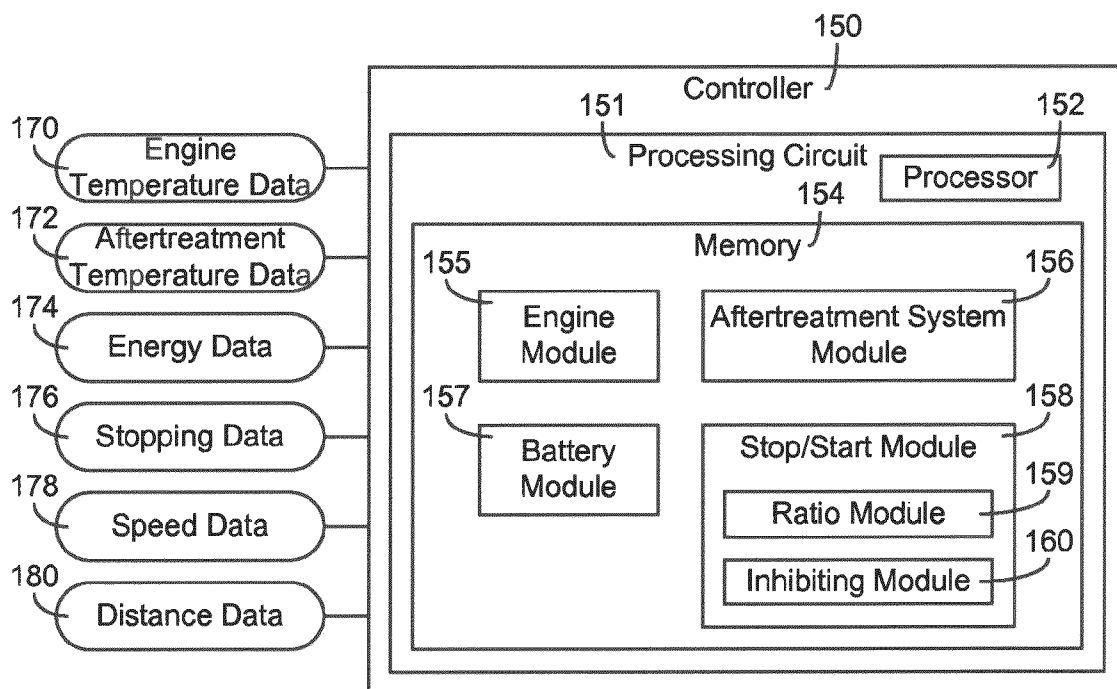 150
Controller
151
152
Processing Circuit
Processor
154
Memory
170
Engine
Temperature Data
172
Aftertreatment
Temperature Data
174
Energy Data
176
Stopping Data
178
Speed Data
180
Distance Data
155
Engine
Module
156
Aftertreatment System
Module
157
Battery
Module
158
Stop/Start Module
159
Ratio Module
160
Inhibiting Module